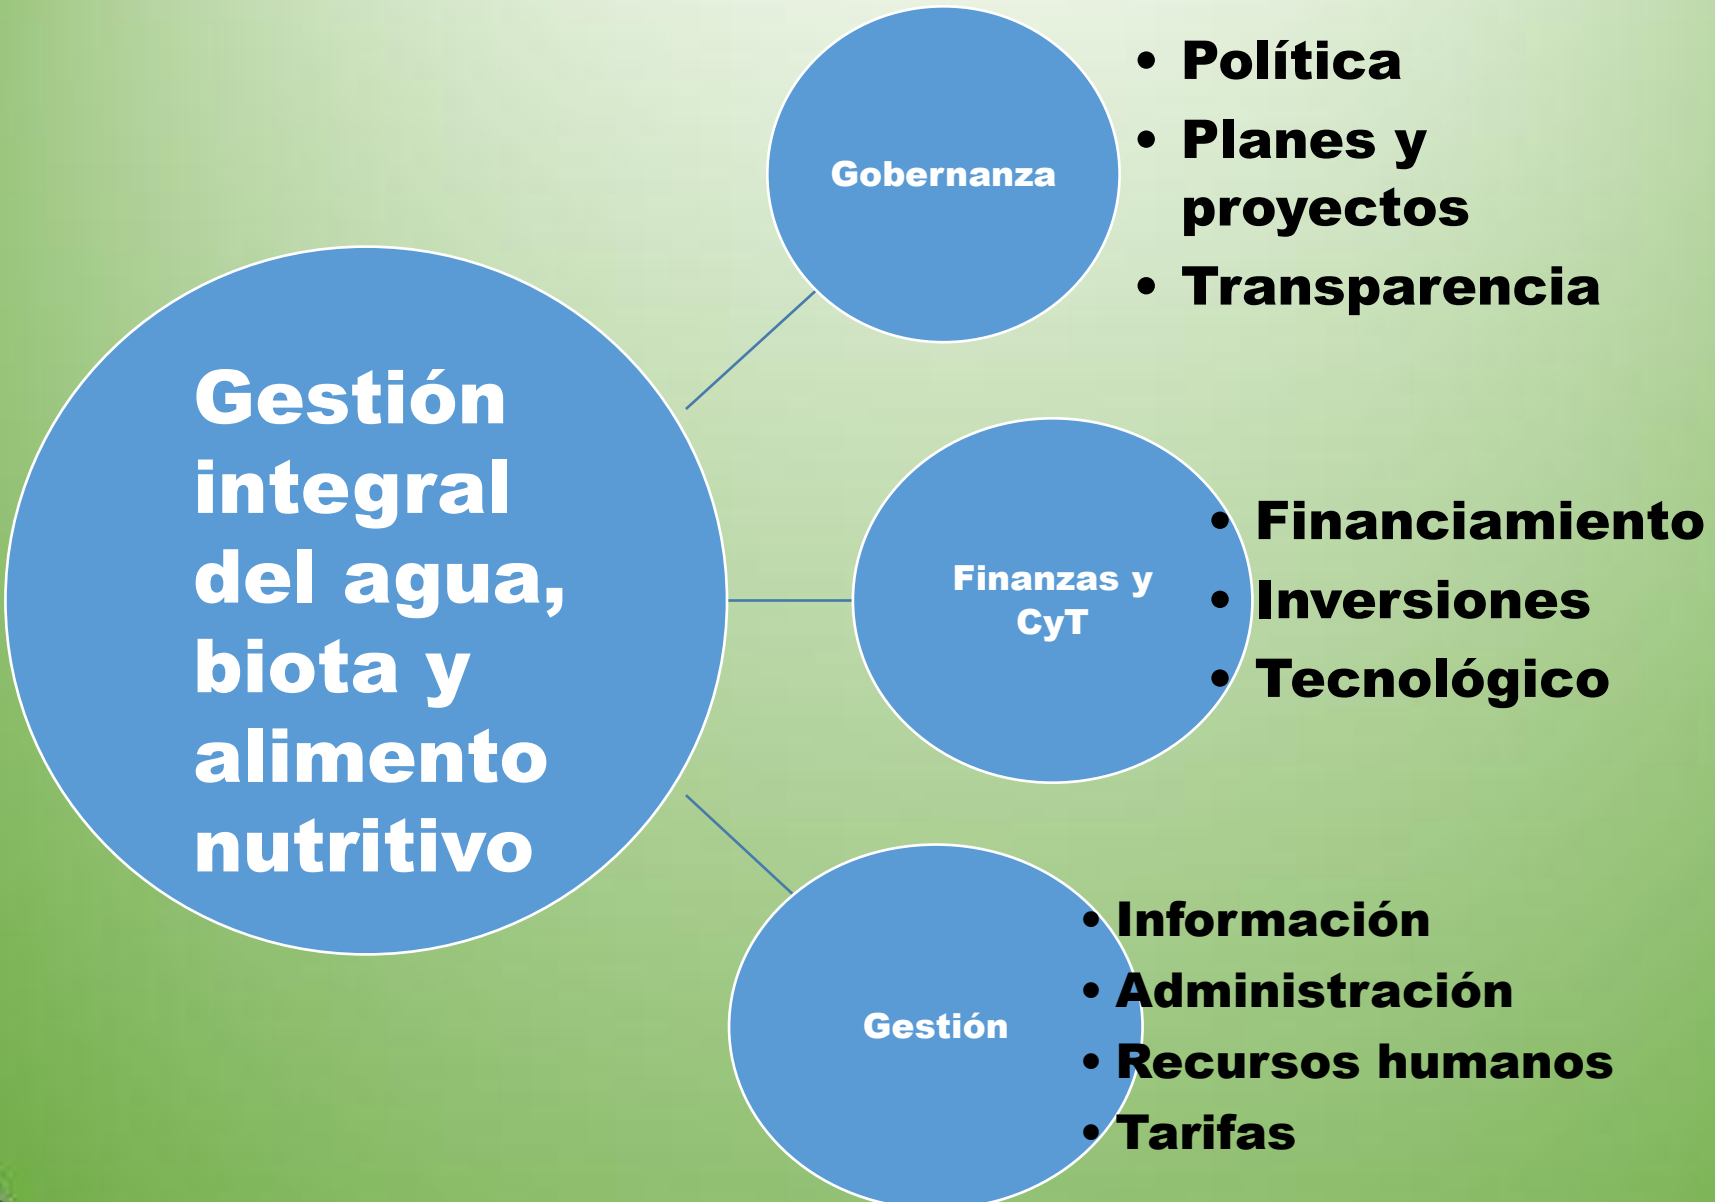 Gestión
integral
del agua,
biota y
alimento
nutritivo
Gobernanza
• Política
• Planes y
proyectos
• Transparencia
Finanzas y
CyT
• Financiamiento
• Inversiones
• Tecnológico
Gestión
• Información
• Administración
• Recursos humanos
• Tarifas